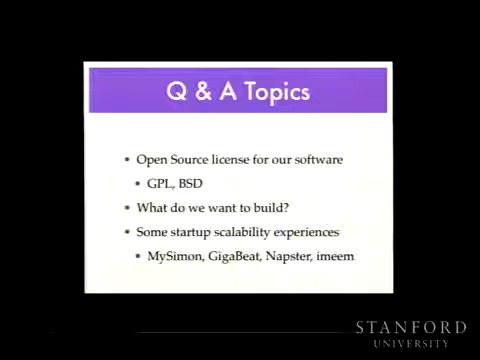 Q & A Topics
• Open Source license for our software
• GPL, BSD
• What do we want to build?
• Some startup scalability experiences
• MySimon, GigaBeat, Napster, imeem
STANFORD
UNIVERSITY